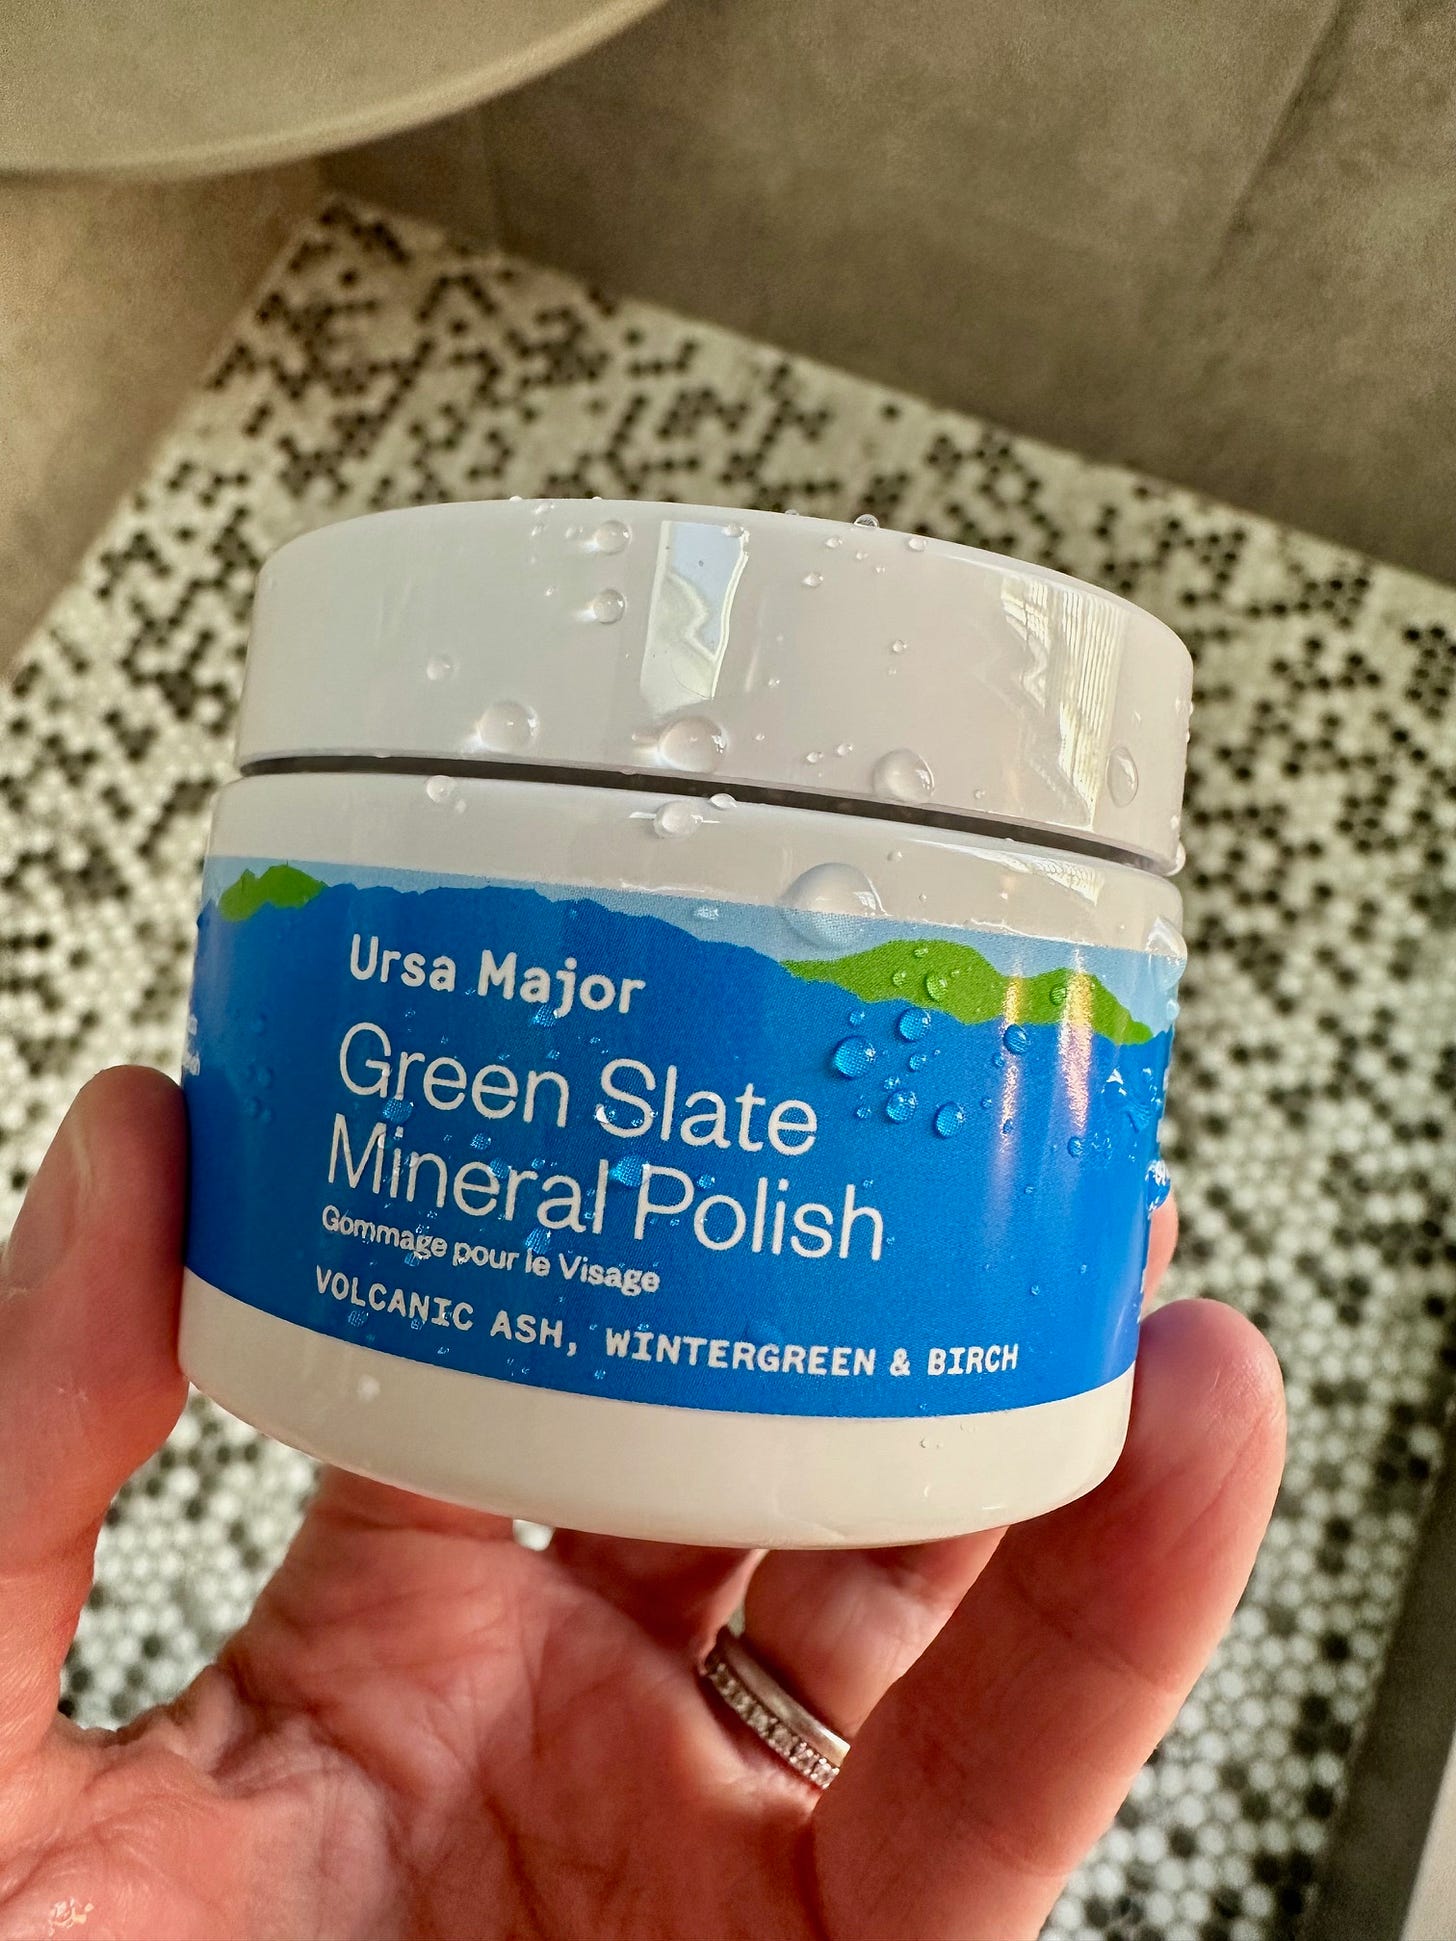 Ursa Major
Green Slate
Mineral Polish
Gommage pour le Visage
VOLCANIC ASH, WINTERGREEN & BIRCH